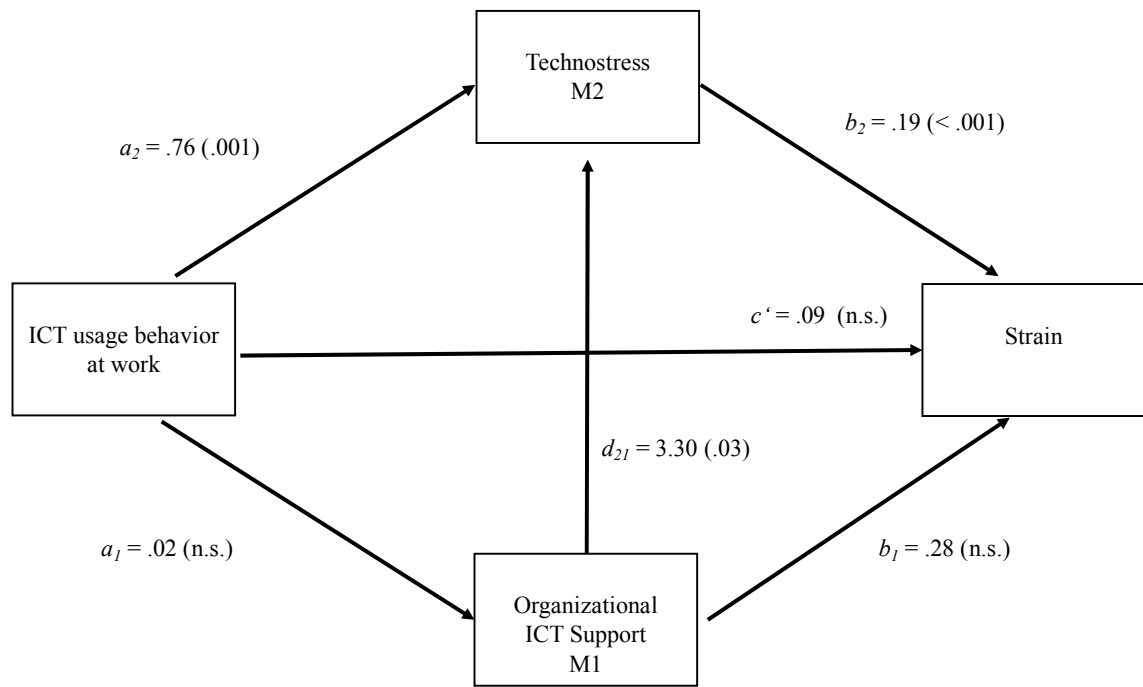 Technostress
M2
a2 = .76 (.001)
b2 = .19 (< .001)
ICT usage behavior
at work
c‘ = .09 (n.s.)
Strain
d21 = 3.30 (.03)
a1 = .02 (n.s.)
b1 = .28 (n.s.)
Organizational
ICT Support
M1